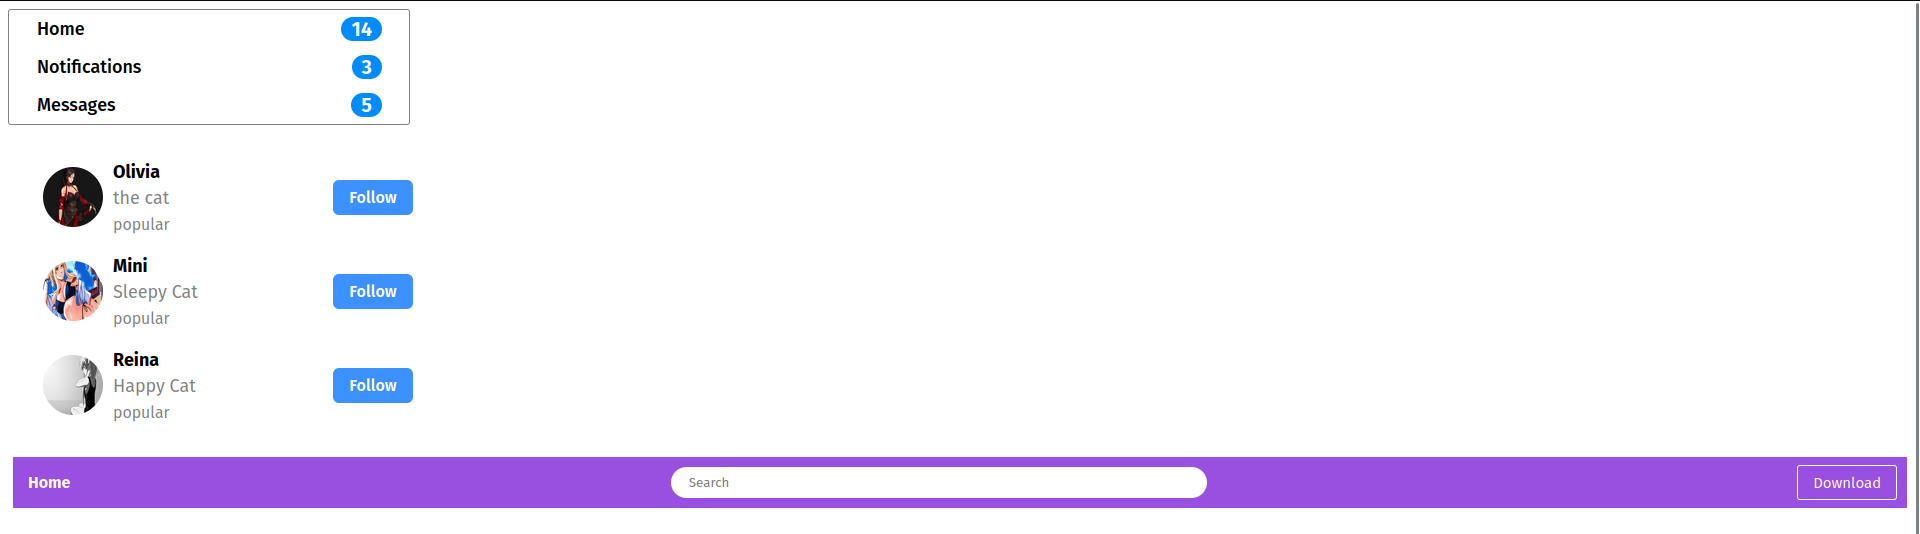 Home 14
Notifications 3
Messages 5
Olivia
the cat
popular
Follow
Mini
Sleepy Cat
popular
Follow
Reina
Happy Cat
popular
Follow
Home Search Download